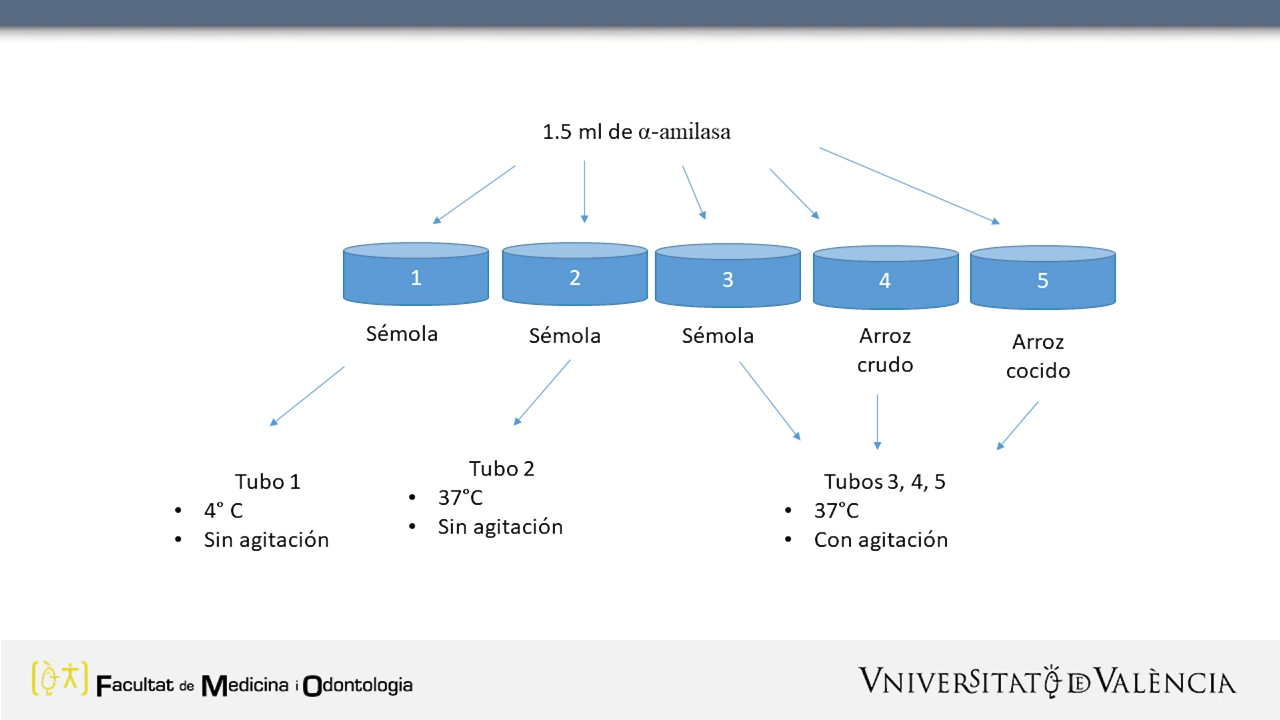 1.5 ml de α-amilasa
1
2
3
4
5
Sémola
Sémola
Sémola
Arroz
crudo
Arroz
cocido
Tubo 1
• 4° C
• Sin agitación
Tubo 2
• 37°C
• Sin agitación
Tubos 3, 4, 5
• 37°C
• Con agitación
Facultat de Medicina i Odontologia
VNIVERSITAT DE VALÈNCIA